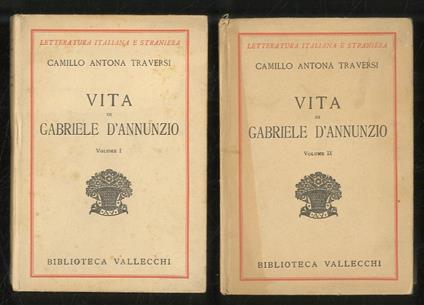 LETTERATURA ITALIANA E STRANIERA
CAMILLO ANTONA TRAVERSI
VITA
DI
GABRIELE D'ANNUNZIO
VOLUME I
BIBLIOTECA VALLECCHI
LETTERATURA ITALIANA E STRANIERA
CAMILLO ANTONA TRAVERSI
VITA
DI
GABRIELE D'ANNUNZIO
VOLUME II
BIBLIOTECA VALLECCHI